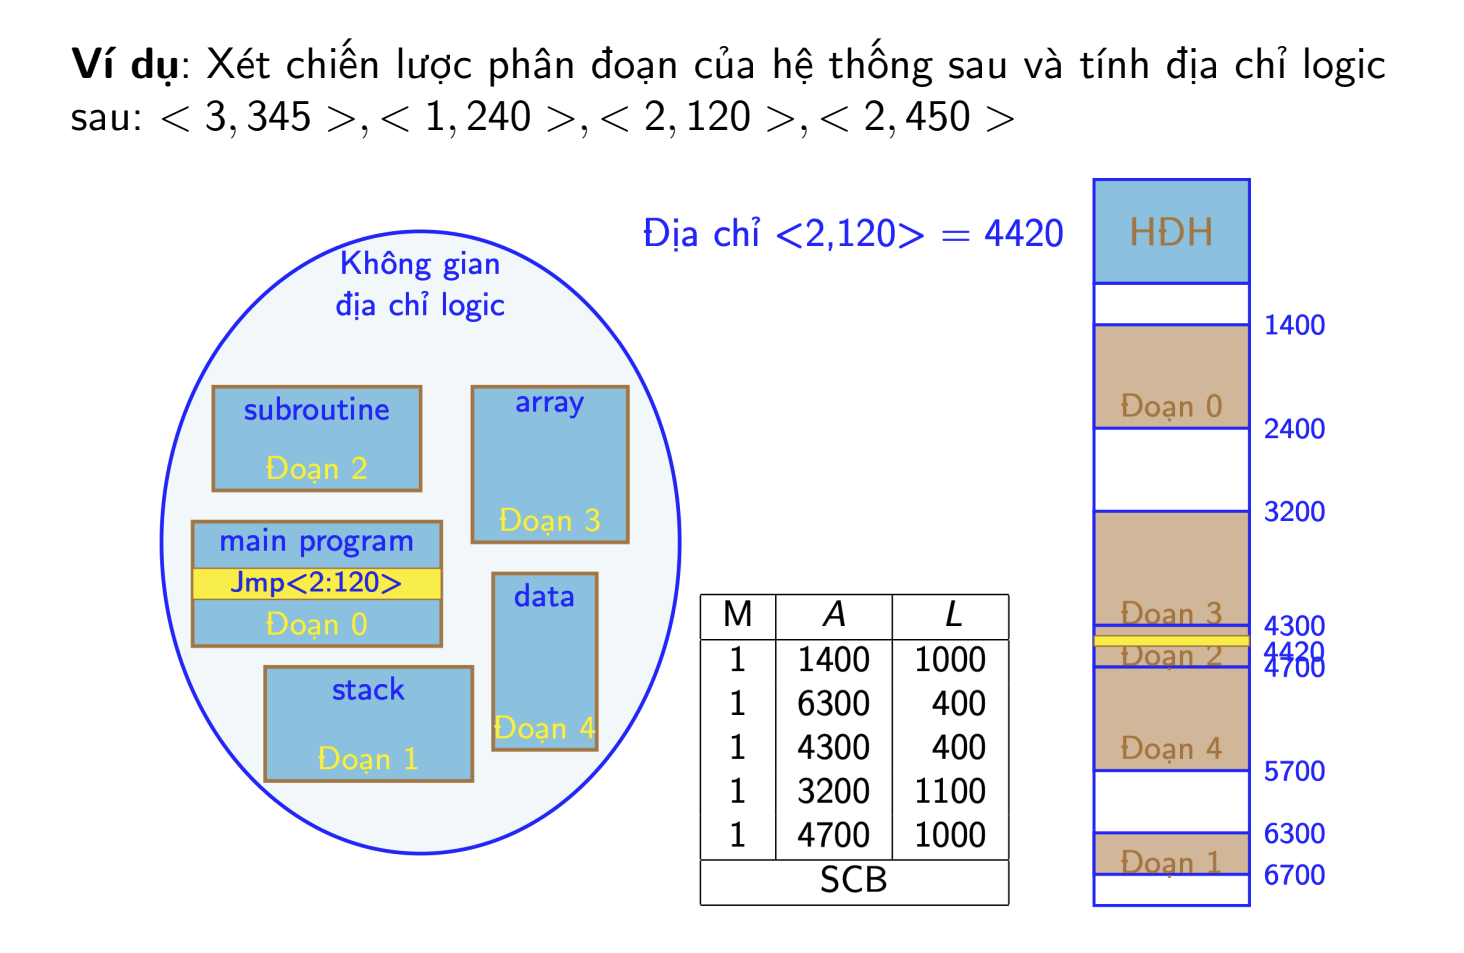 Ví dụ: Xét chiến lược phân đoạn của hệ thống sau và tính địa chỉ logic
sau: < 3, 345 >, < 1, 240 >, < 2, 120 >, < 2, 450 >
Địa chỉ <2,120> = 4420
Không gian
địa chỉ logic
subroutine
Đoạn 2
array
Đoạn 3
main program
Jmp<2:120>
Đoạn 0
data
Đoạn 4
stack
Đoạn 1
M A L
1 1400 1000
1 6300 400
1 4300 400
1 3200 1100
1 4700 1000
SCB
HĐH
1400
Đoạn 0
2400
3200
Đoạn 3
4300
4420
Đoạn 2
4700
Đoạn 4
5700
6300
Đoạn 1
6700